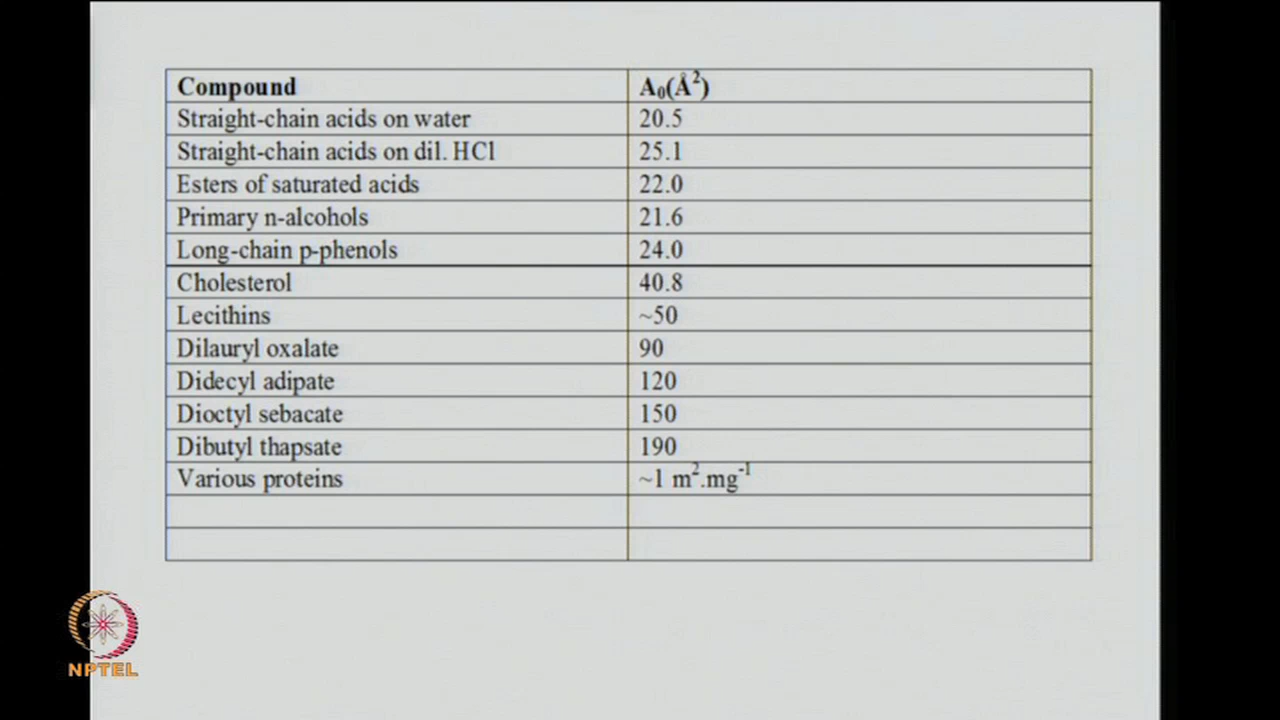 Compound A₀(Å²)
Straight-chain acids on water 20.5
Straight-chain acids on dil. HCl 25.1
Esters of saturated acids 22.0
Primary n-alcohols 21.6
Long-chain p-phenols 24.0
Cholesterol 40.8
Lecithins ~50
Dilauryl oxalate 90
Didecyl adipate 120
Dioctyl sebacate 150
Dibutyl thapsate 190
Various proteins ~1 m².mg⁻¹
NPTEL